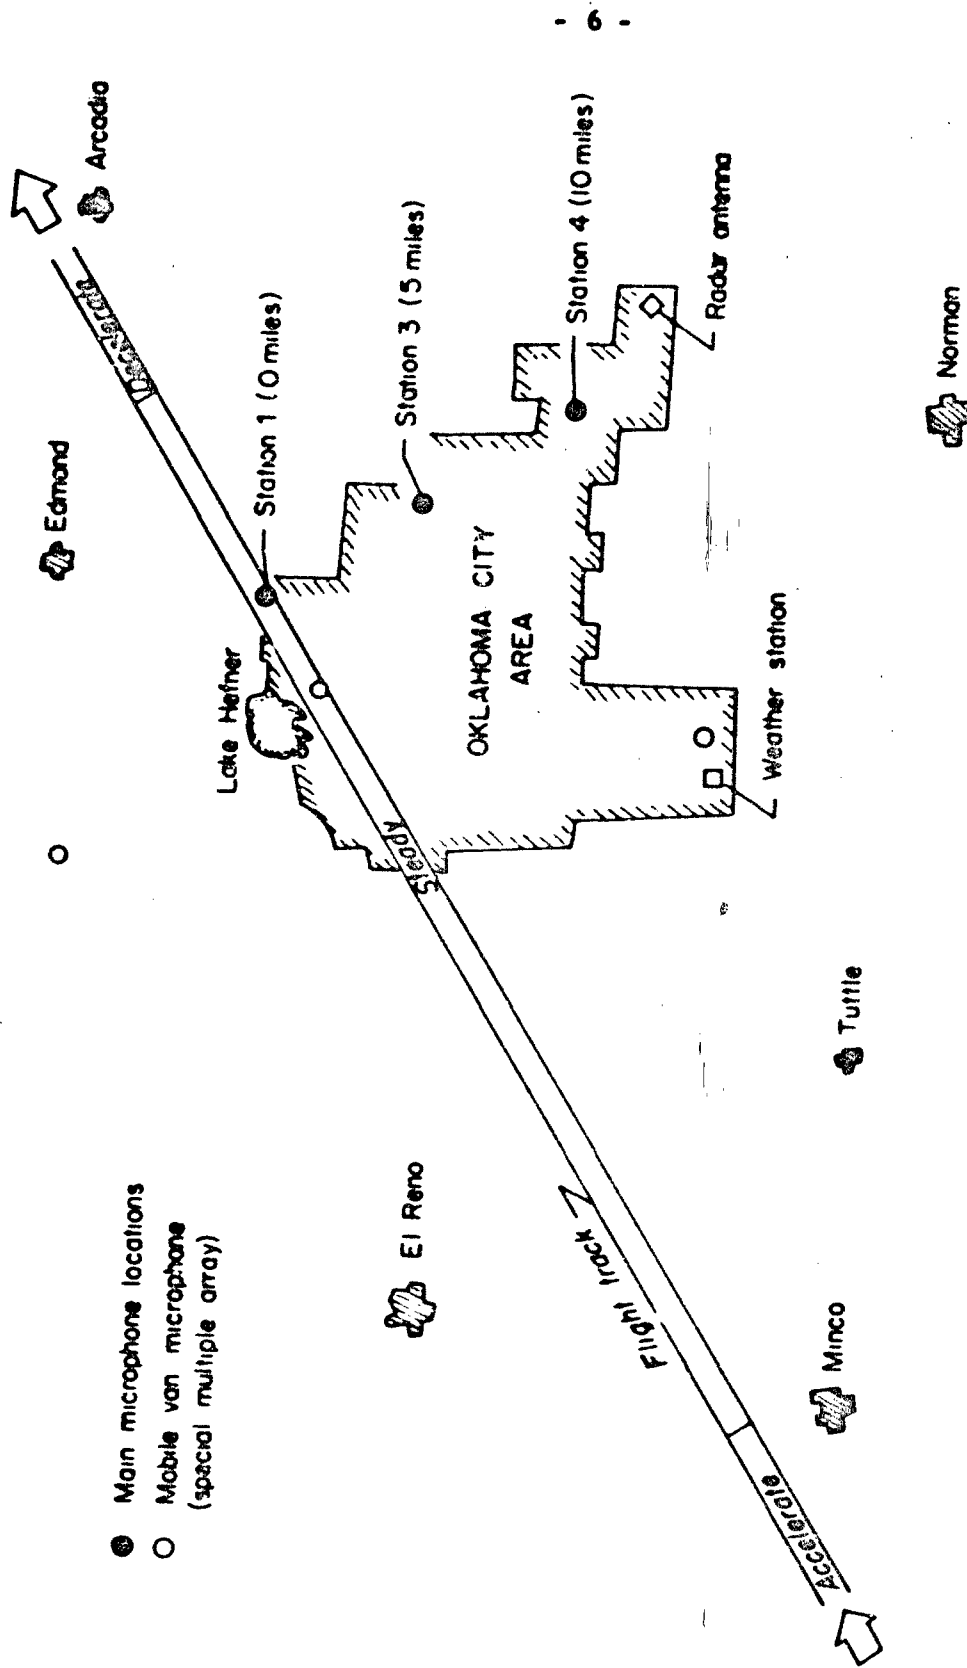 - 6 -
Main microphone locations
Mobile van microphone
(special multiple array)
Edmond
Arcadia
Decelerate
Lake Hefner
Station 1 (0 miles)
Station 3 (5 miles)
Station 4 (10 miles)
Radar antenna
OKLAHOMA CITY
AREA
Steady
El Reno
Flight track
Weather station
Accelerate
Minco
Tuttle
Norman